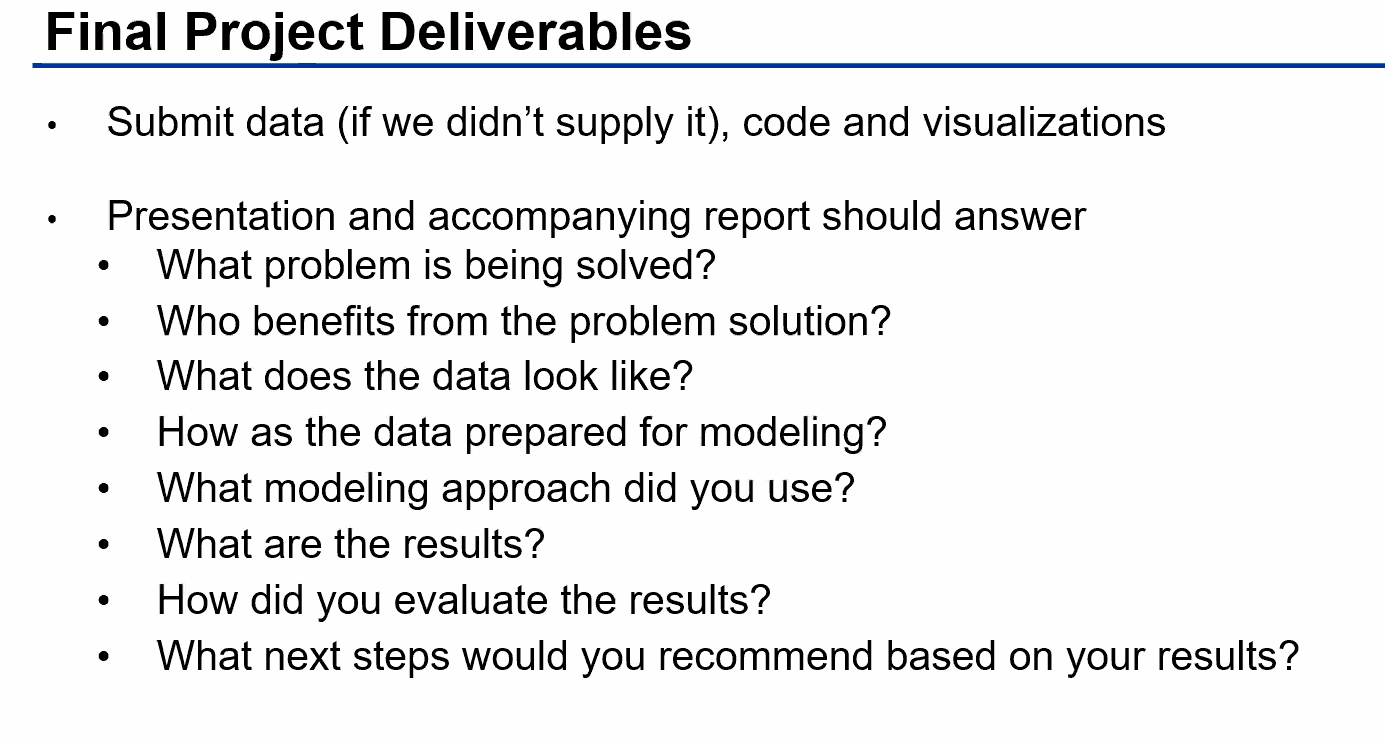 Final Project Deliverables
• Submit data (if we didn’t supply it), code and visualizations
• Presentation and accompanying report should answer
• What problem is being solved?
• Who benefits from the problem solution?
• What does the data look like?
• How as the data prepared for modeling?
• What modeling approach did you use?
• What are the results?
• How did you evaluate the results?
• What next steps would you recommend based on your results?